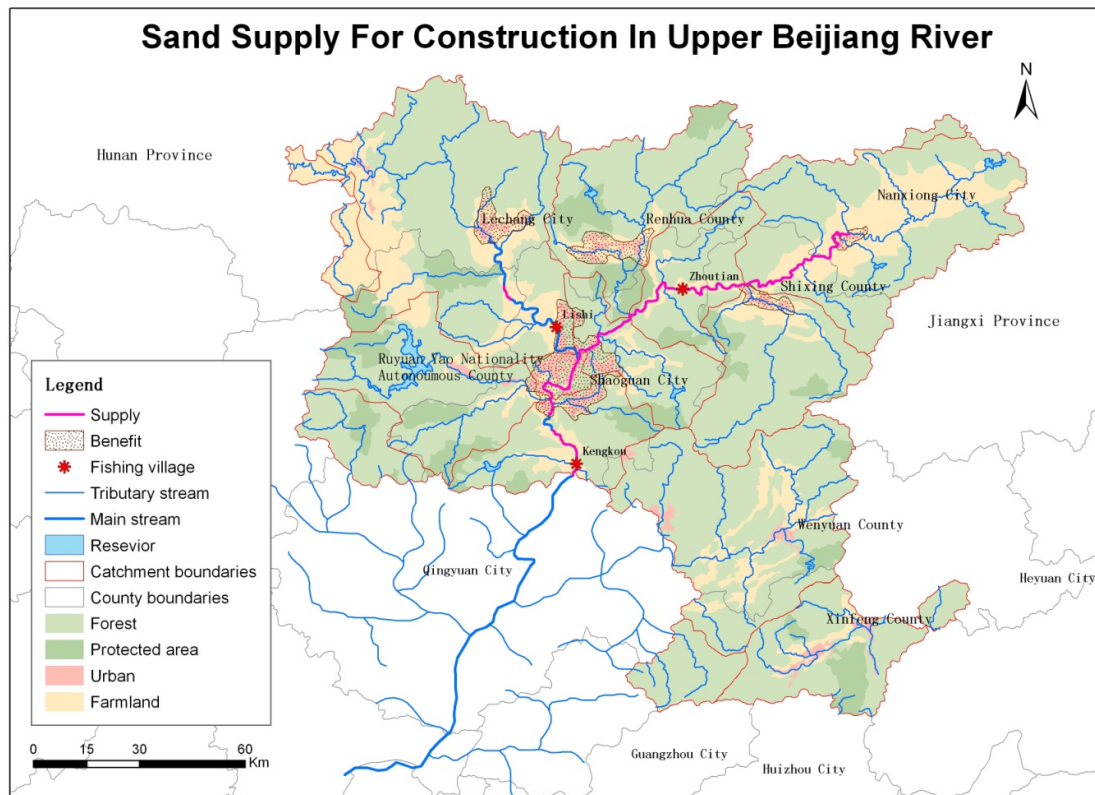 Sand Supply For Construction In Upper Beijiang River
N
Hunan Province
Nanxiong City
Lechang City
Renhua County
Zhoutian
Shixing County
Lishi
Jiangxi Province
Ruyuan Yao Nationality
Autonoumous County
Shaoguan City
Kengkou
Wenyuan County
Qingyuan City
Heyuan City
Xinfeng County
Guangzhou City
Huizhou City
Legend
Supply
Benefit
Fishing village
Tributary stream
Main stream
Resevior
Catchment boundaries
County boundaries
Forest
Protected area
Urban
Farmland
0 15 30 60
Km